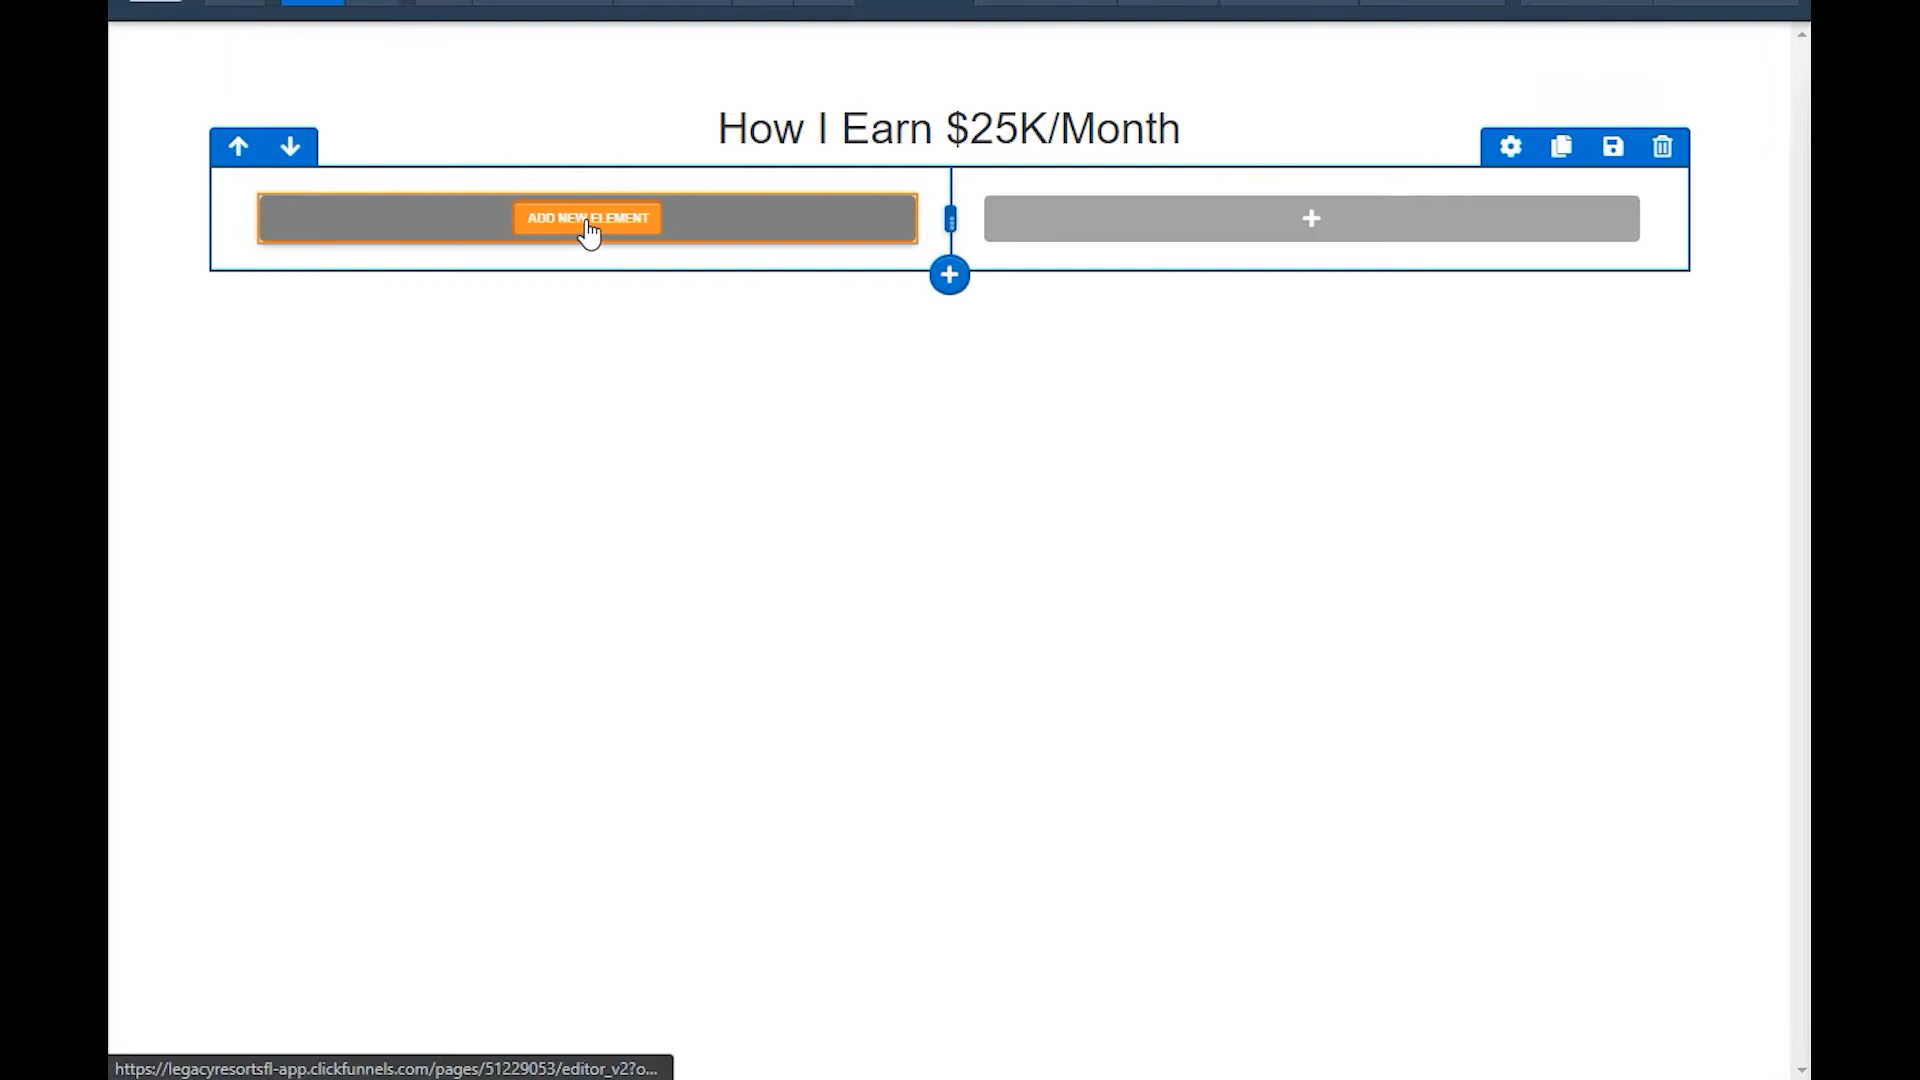 How I Earn $25K/Month
ADD NEW ELEMENT
https://legacyresortsfl-app.clickfunnels.com/pages/51229053/editor_v2?o...